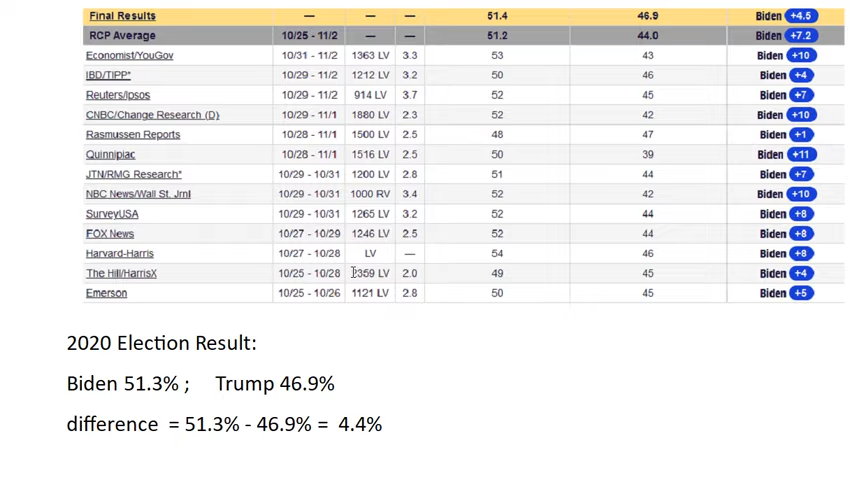 Final Results — — — 51.4 46.9 Biden +4.5
RCP Average 10/25 - 11/2 — — 51.2 44.0 Biden +7.2
Economist/YouGov 10/31 - 11/2 1363 LV 3.3 53 43 Biden +10
IBD/TIPP* 10/29 - 11/2 1212 LV 3.2 50 46 Biden +4
Reuters/Ipsos 10/29 - 11/2 914 LV 3.7 52 45 Biden +7
CNBC/Change Research (D) 10/29 - 11/1 1880 LV 2.3 52 42 Biden +10
Rasmussen Reports 10/28 - 11/1 1500 LV 2.5 48 47 Biden +1
Quinnipiac 10/28 - 11/1 1516 LV 2.5 50 39 Biden +11
JTN/RMG Research* 10/29 - 10/31 1200 LV 2.8 51 44 Biden +7
NBC News/Wall St. Jrnl 10/29 - 10/31 1000 RV 3.4 52 42 Biden +10
SurveyUSA 10/29 - 10/31 1265 LV 3.2 52 44 Biden +8
FOX News 10/27 - 10/29 1246 LV 2.5 52 44 Biden +8
Harvard-Harris 10/27 - 10/28 LV — 54 46 Biden +8
The Hill/HarrisX 10/25 - 10/28 2359 LV 2.0 49 45 Biden +4
Emerson 10/25 - 10/26 1121 LV 2.8 50 45 Biden +5
2020 Election Result:
Biden 51.3% ; Trump 46.9%
difference = 51.3% - 46.9% = 4.4%